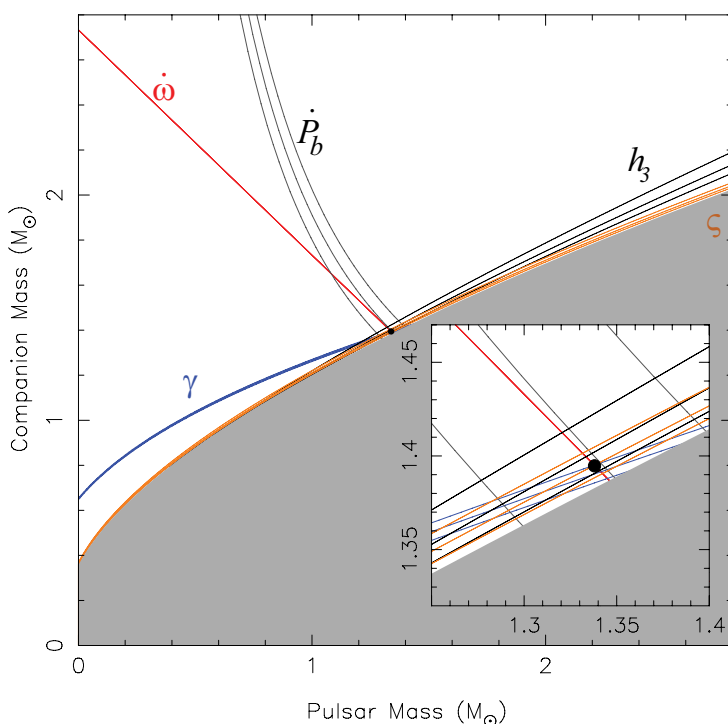 ω̇
Ṗ_b
h₃
ς
γ
2
1
0
0
1
2
Companion Mass (M⊙)
Pulsar Mass (M⊙)
1.45
1.4
1.35
1.3
1.35
1.4